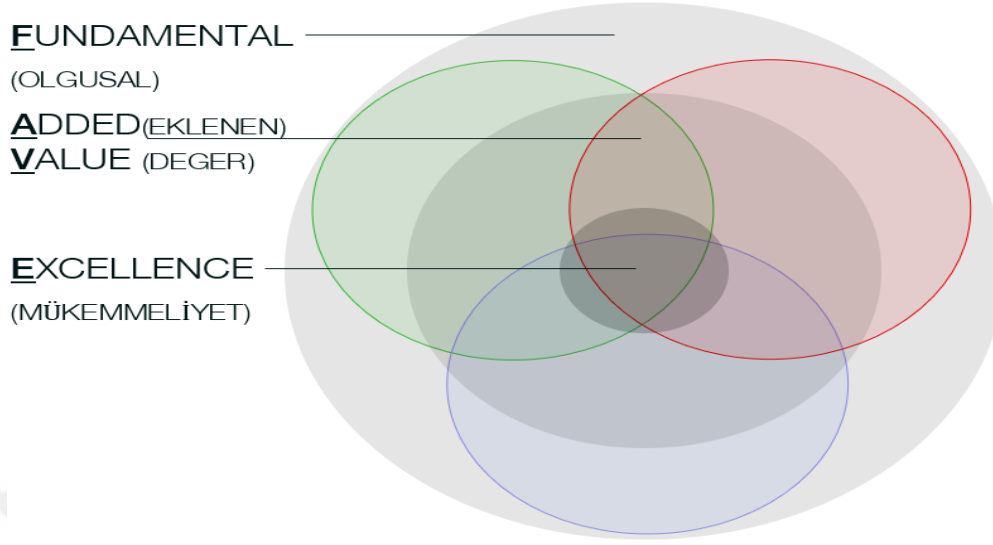 FUNDAMENTAL
(OLGUSAL)
ADDED(EKLENEN)
VALUE (DEGER)
EXCELLENCE
(MÜKEMMELİYET)